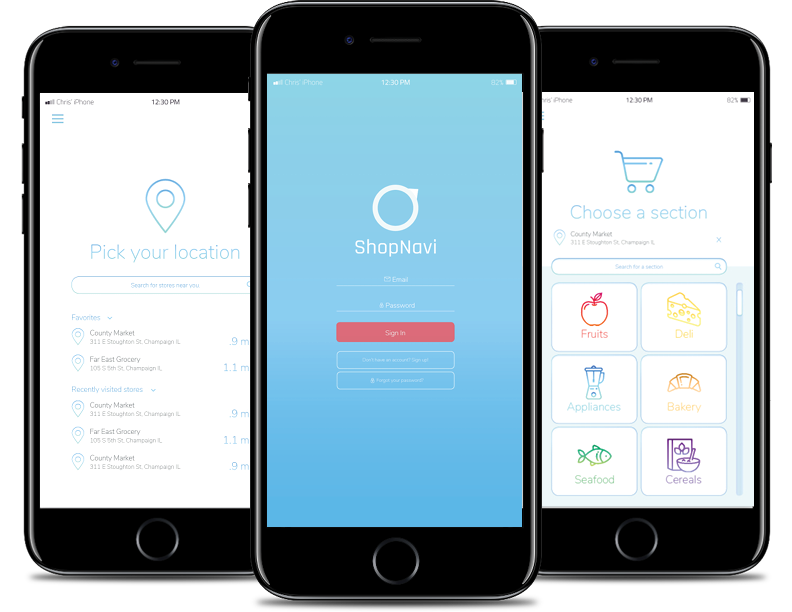 Chris' iPhone
12:30 PM
Pick your location
Search for stores near you
Favorites
County Market
311 E Stoughton St, Champaign IL
.9 m
Far East Grocery
105 S 5th St, Champaign IL
1.1 m
Recently visited stores
County Market
311 E Stoughton St, Champaign IL
.9 m
Far East Grocery
105 S 5th St, Champaign IL
1.1 m
County Market
311 E Stoughton St, Champaign IL
.9 m
Chris' iPhone
12:30 PM
82%
ShopNavi
Email
Password
Sign In
Don't have an account? Sign up!
Forgot your password?
iPhone
12:30 PM
82%
Choose a section
County Market
311 E Stoughton St, Champaign IL
Search for a section
Fruits
Deli
Appliances
Bakery
Seafood
Cereals